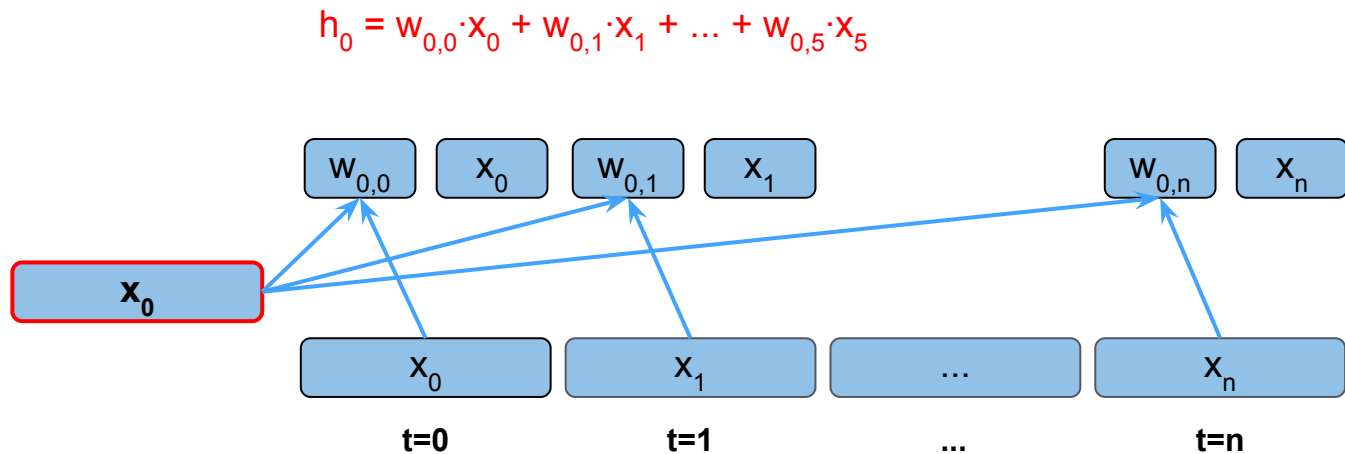 h₀ = w₀,₀·x₀ + w₀,₁·x₁ + ... + w₀,₅·x₅
w₀,₀ x₀ w₀,₁ x₁ w₀,ₙ xₙ
x₀
x₀ x₁ ... xₙ
t=0 t=1 ... t=n